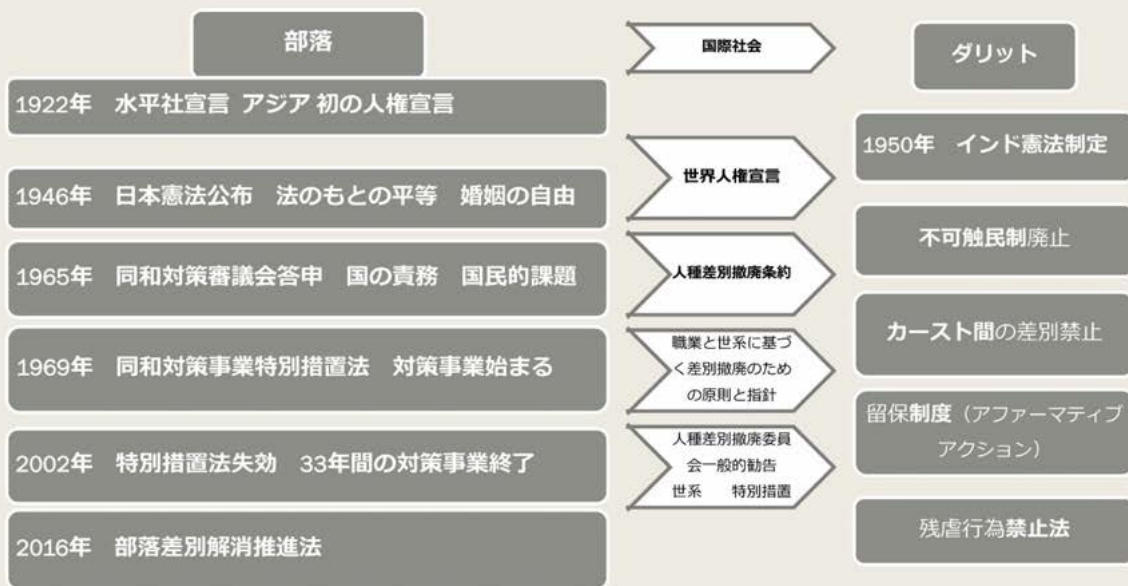 部落
1922年　水平社宣言 アジア 初の人権宣言
1946年　日本憲法公布　法のもとの平等　婚姻の自由
1965年　同和対策審議会答申　国の責務　国民的課題
1969年　同和対策事業特別措置法　対策事業始まる
2002年　特別措置法失効　33年間の対策事業終了
2016年　部落差別解消推進法
国際社会
世界人権宣言
人種差別撤廃条約
職業と世系に基づ
く差別撤廃のため
の原則と指針
人種差別撤廃委員
会一般的勧告
世系　　特別措置
ダリット
1950年　インド憲法制定
不可触民制廃止
カースト間の差別禁止
留保制度（アファーマティブ
アクション）
残虐行為禁止法